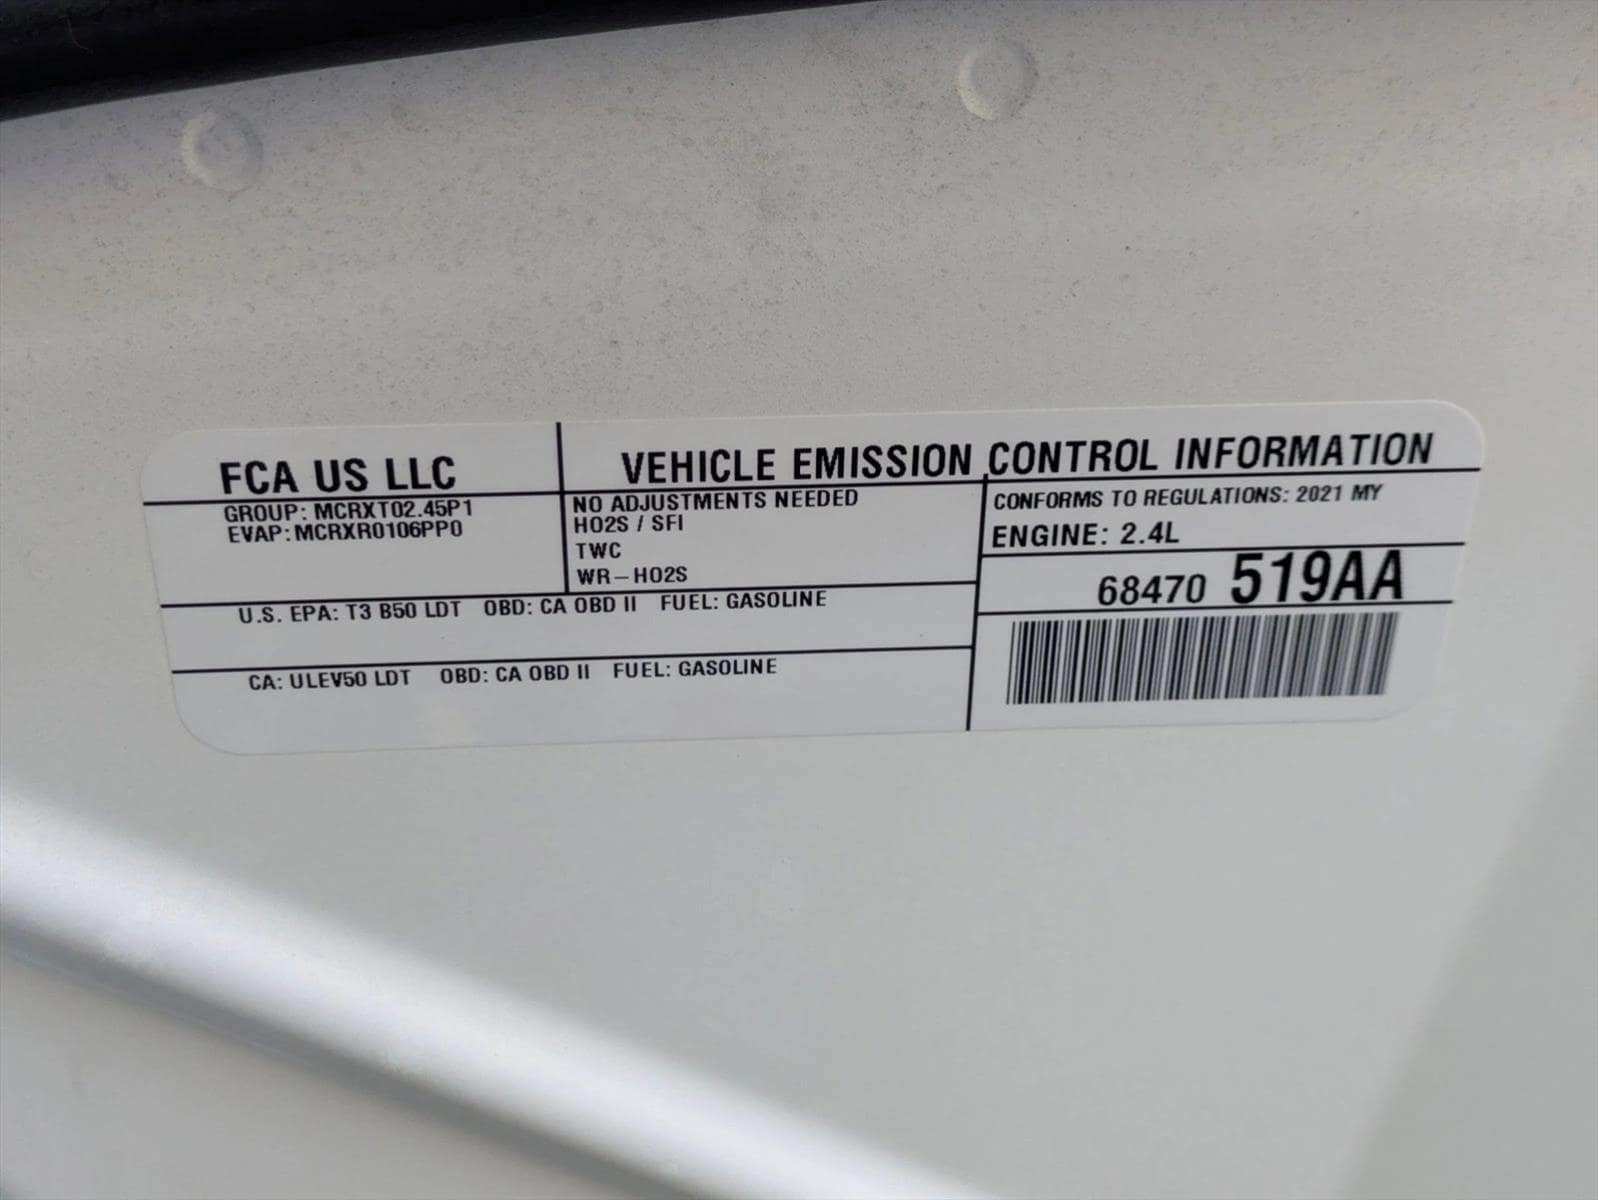 FCA US LLC
VEHICLE EMISSION CONTROL INFORMATION
GROUP: MCRXT02.45P1
EVAP: MCRXR0106PP0
NO ADJUSTMENTS NEEDED
HO2S / SFI
TWC
WR-HO2S
CONFORMS TO REGULATIONS: 2021 MY
ENGINE: 2.4L
68470 519AA
U.S. EPA: T3 B50 LDT OBD: CA OBD II FUEL: GASOLINE
CA: ULEV50 LDT OBD: CA OBD II FUEL: GASOLINE